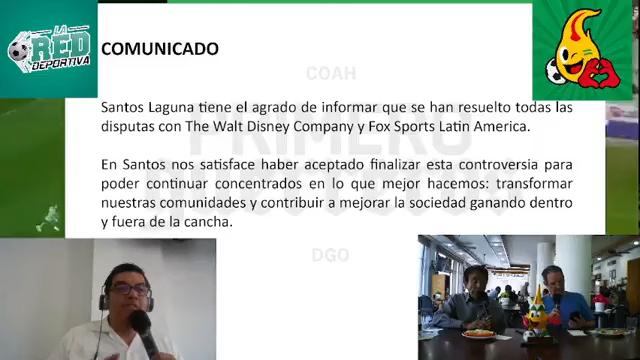 LA
RED
DEPORTIVA
COMUNICADO
COAH
Santos Laguna tiene el agrado de informar que se han resuelto todas las
disputas con The Walt Disney Company y Fox Sports Latin America.
PRIMERO
En Santos nos satisface haber aceptado finalizar esta controversia para
poder continuar concentrados en lo que mejor hacemos: transformar
nuestras comunidades y contribuir a mejorar la sociedad ganando dentro
y fuera de la cancha.
DGO